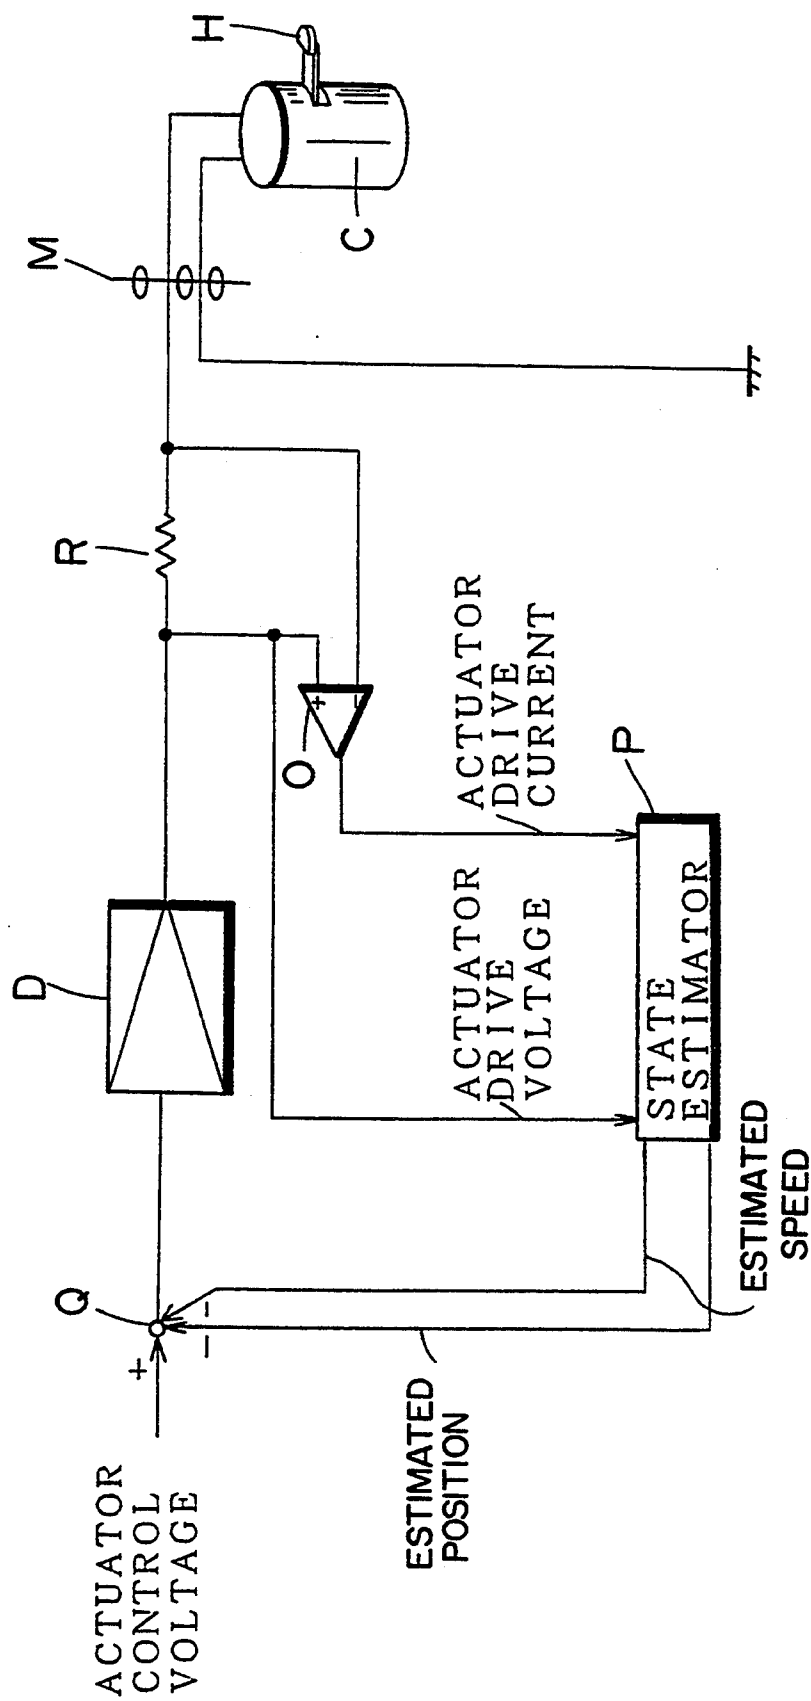 ACTUATOR
CONTROL
VOLTAGE
+
Q
-
-
D
R
M
H
C
O
+
-
ACTUATOR
DRIVE
VOLTAGE
ACTUATOR
DRIVE
CURRENT
P
STATE
ESTIMATOR
ESTIMATED
POSITION
ESTIMATED
SPEED